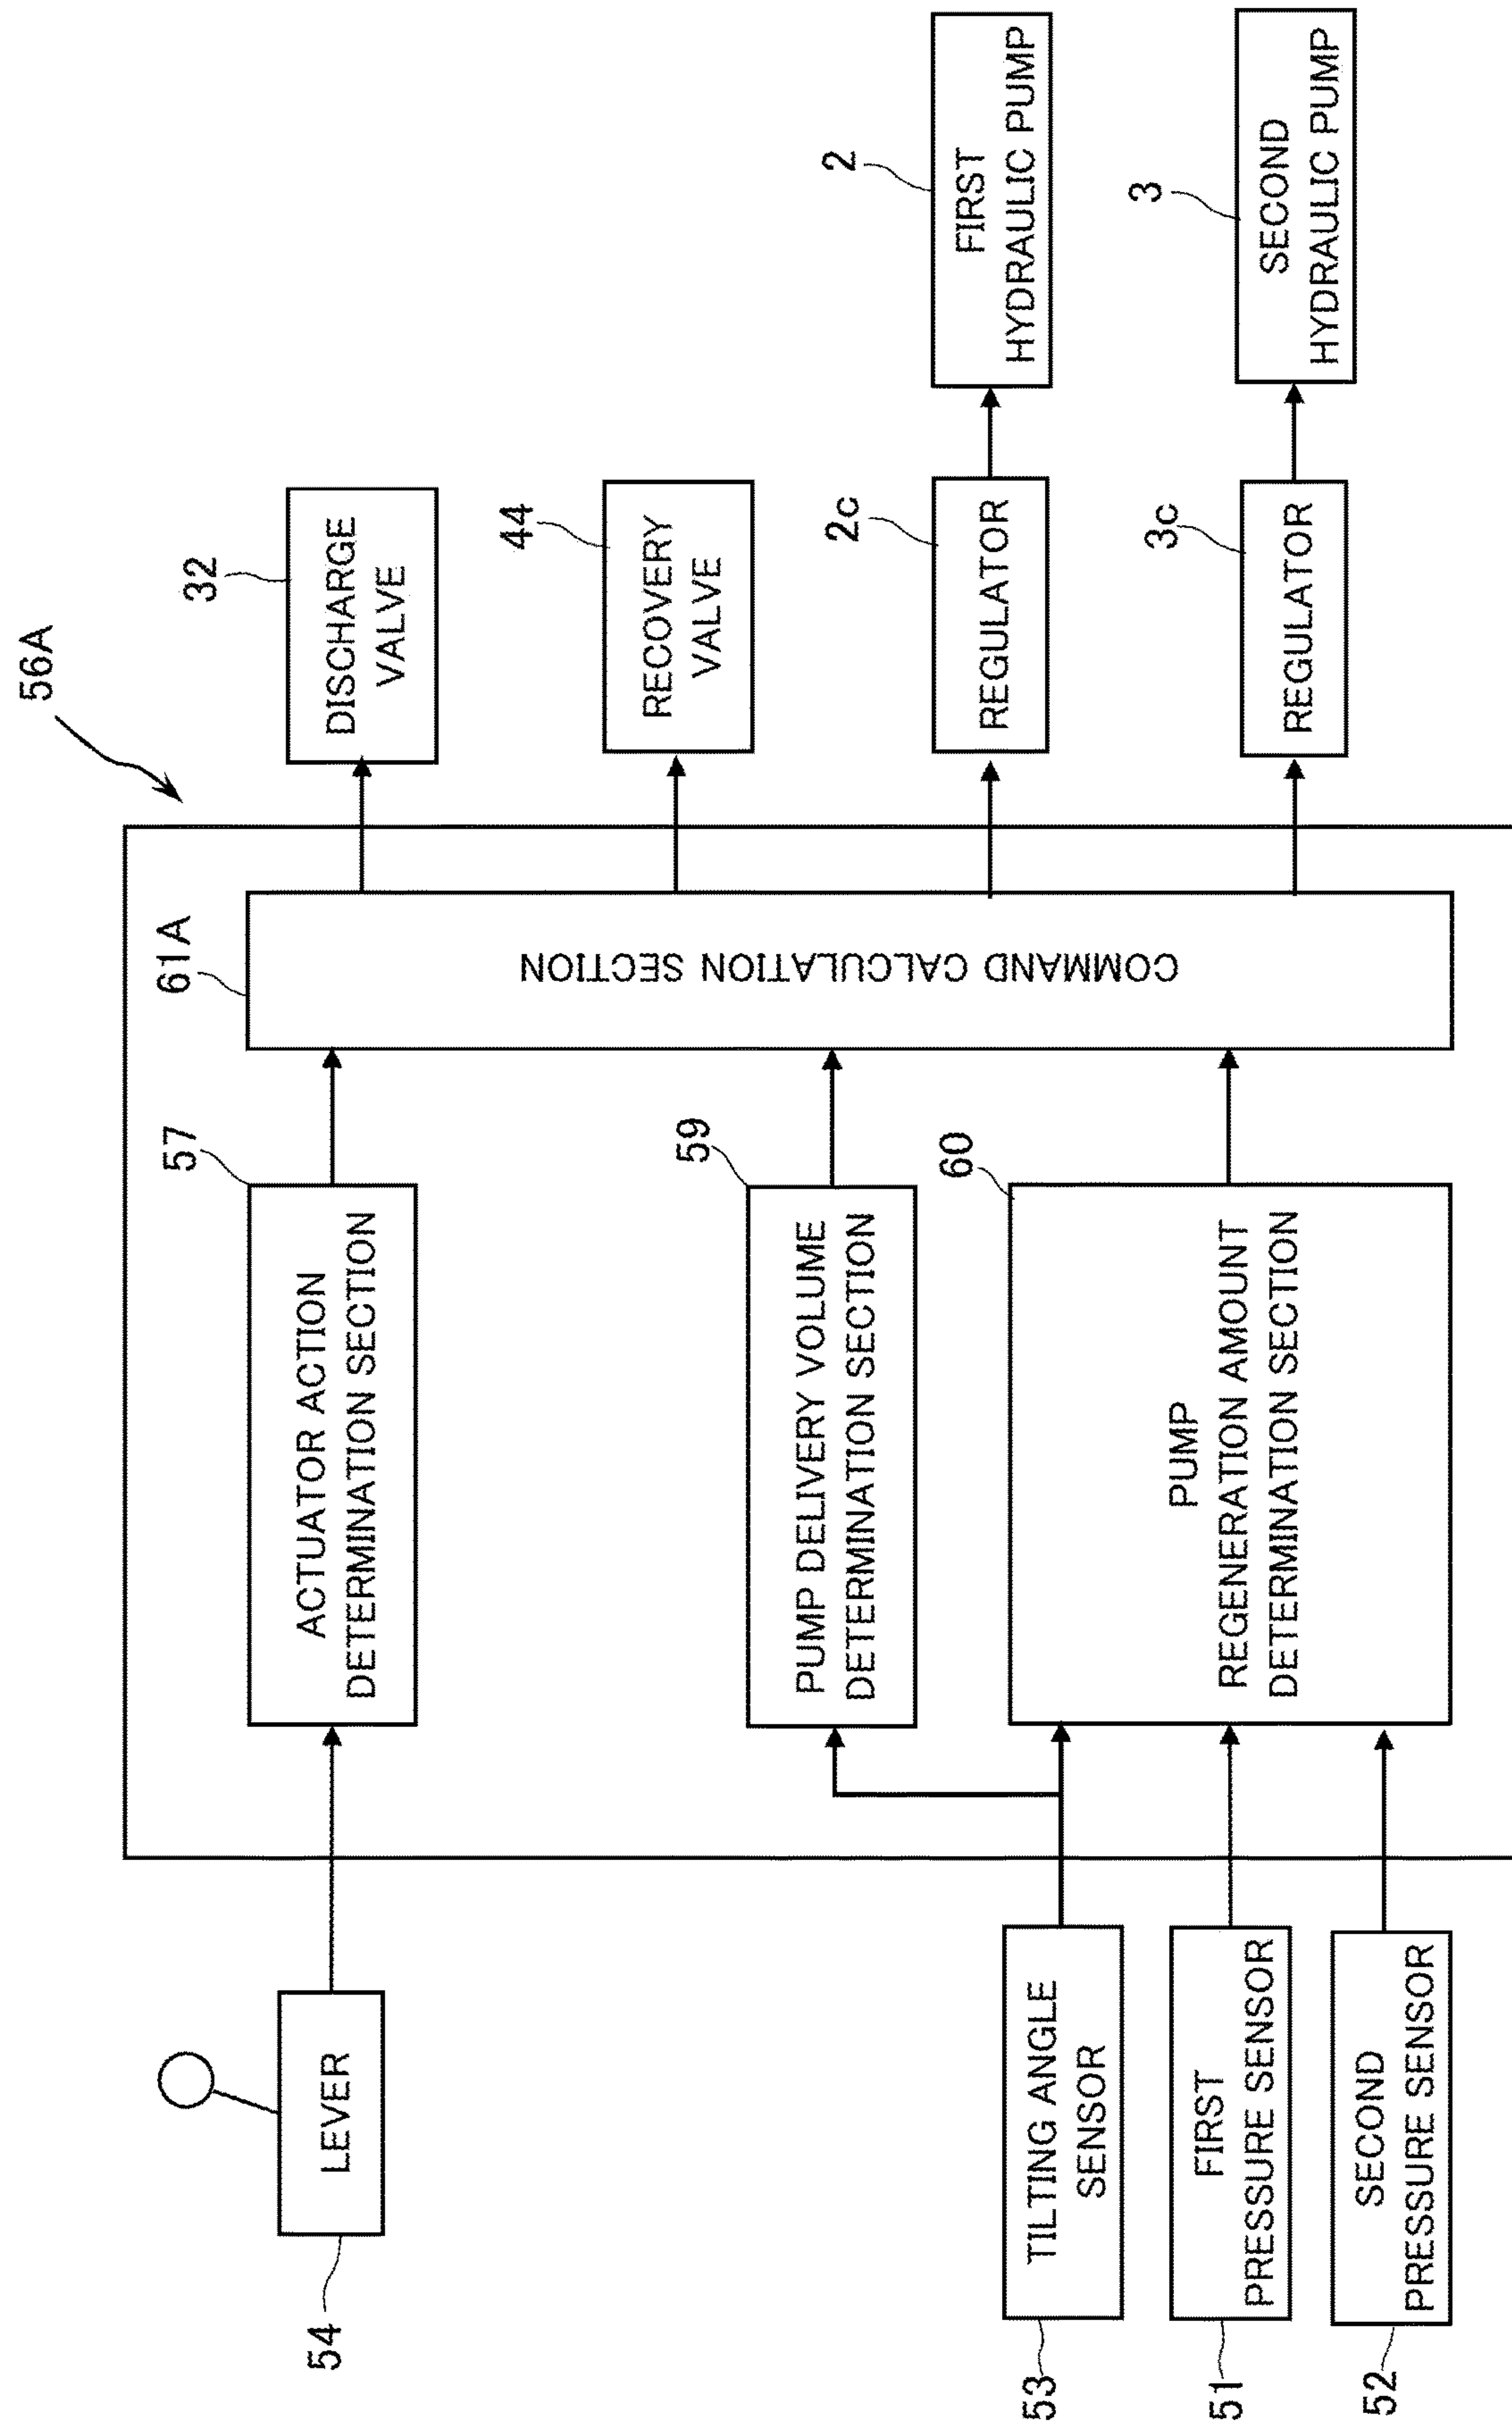 56A
54
LEVER
57
ACTUATOR ACTION
DETERMINATION SECTION
61A
COMMAND CALCULATION SECTION
32
DISCHARGE
VALVE
44
RECOVERY
VALVE
59
PUMP DELIVERY VOLUME
DETERMINATION SECTION
53
TILTING ANGLE
SENSOR
51
FIRST
PRESSURE SENSOR
52
SECOND
PRESSURE SENSOR
60
PUMP
REGENERATION AMOUNT
DETERMINATION SECTION
2c
REGULATOR
2
FIRST
HYDRAULIC PUMP
3c
REGULATOR
3
SECOND
HYDRAULIC PUMP